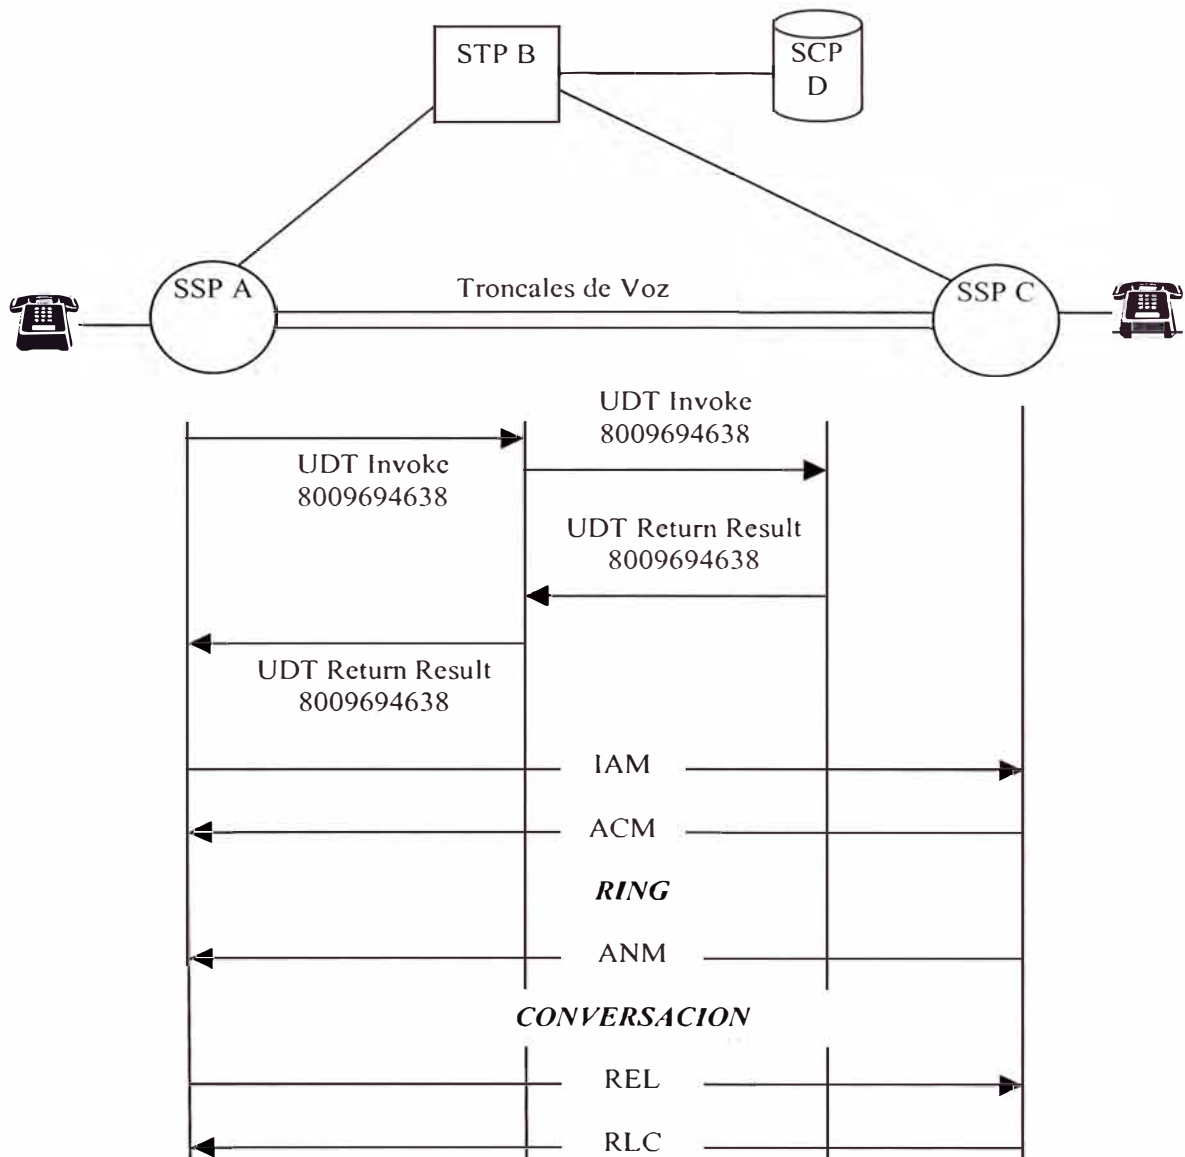 STP B
SCP
D
SSP A
Troncales de Voz
SSP C
UDT Invoke
8009694638
UDT Invoke
8009694638
UDT Return Result
8009694638
UDT Return Result
8009694638
IAM
ACM
RING
ANM
CONVERSACION
REL
RLC